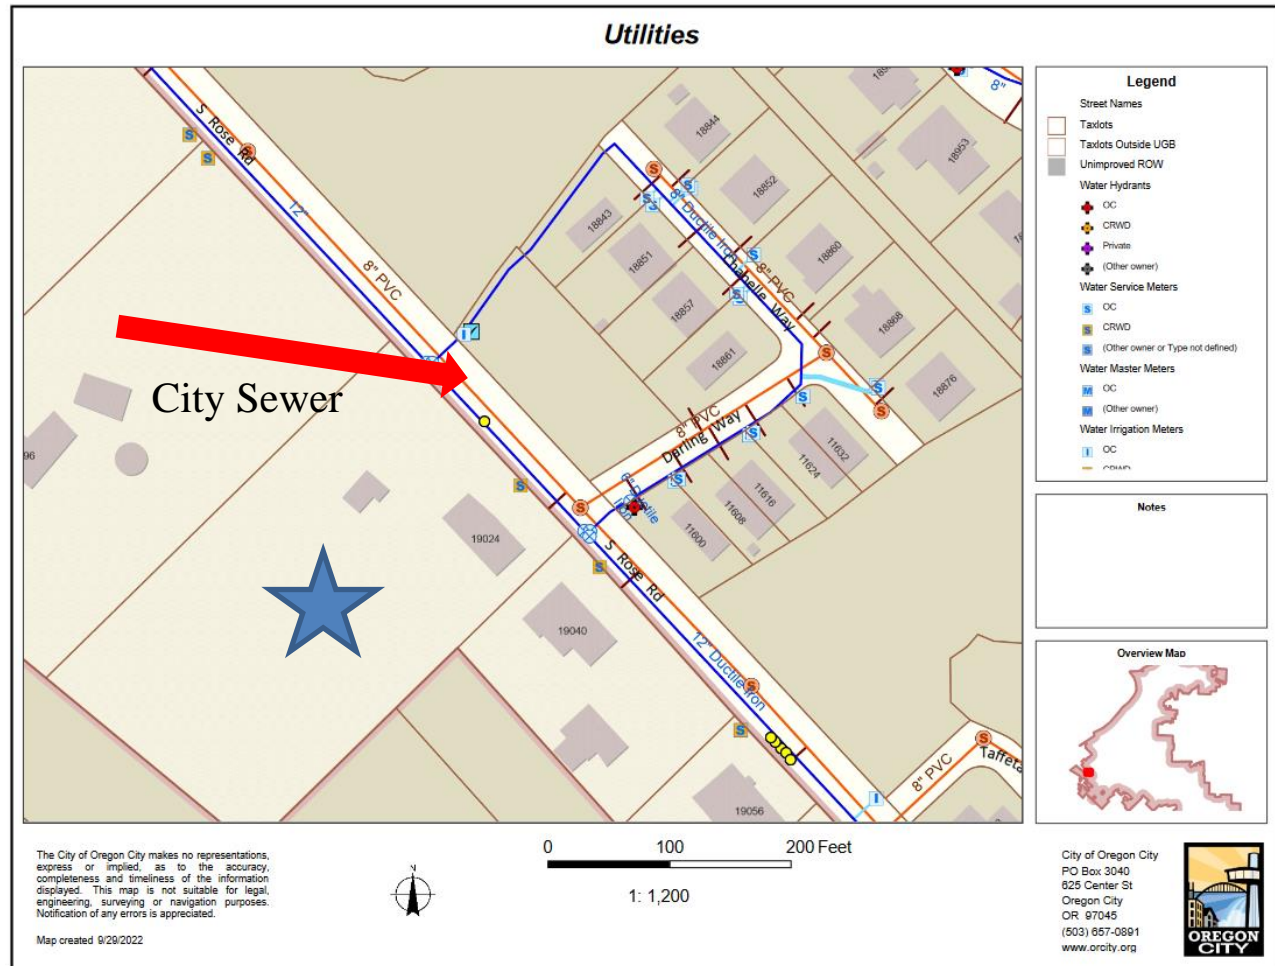 Utilities
S Rose Rd
12"
8" PVC
City Sewer
96
19024
19040
19056
S Rose Rd
12" Ductile Iron
18843
18851
18857
18861
18844
18852
18860
18868
18876
18953
8"
8" Ductile Iron
8" PVC
Chanelle Way
8" PVC
Darling Way
6" Ductile
Iron
11632
11624
11616
11608
11600
8" PVC
Taffeta
Legend
Street Names
Taxlots
Taxlots Outside UGB
Unimproved ROW
Water Hydrants
OC
CRWD
Private
(Other owner)
Water Service Meters
S OC
S CRWD
S (Other owner or Type not defined)
Water Master Meters
M OC
M (Other owner)
Water Irrigation Meters
I OC
CRWD
Notes
Overview Map
The City of Oregon City makes no representations,
express or implied, as to the accuracy,
completeness and timeliness of the information
displayed. This map is not suitable for legal,
engineering, surveying or navigation purposes.
Notification of any errors is appreciated.
Map created 9/29/2022
N
0 100 200 Feet
1: 1,200
City of Oregon City
PO Box 3040
625 Center St
Oregon City
OR 97045
(503) 657-0891
www.orcity.org
OREGON
CITY